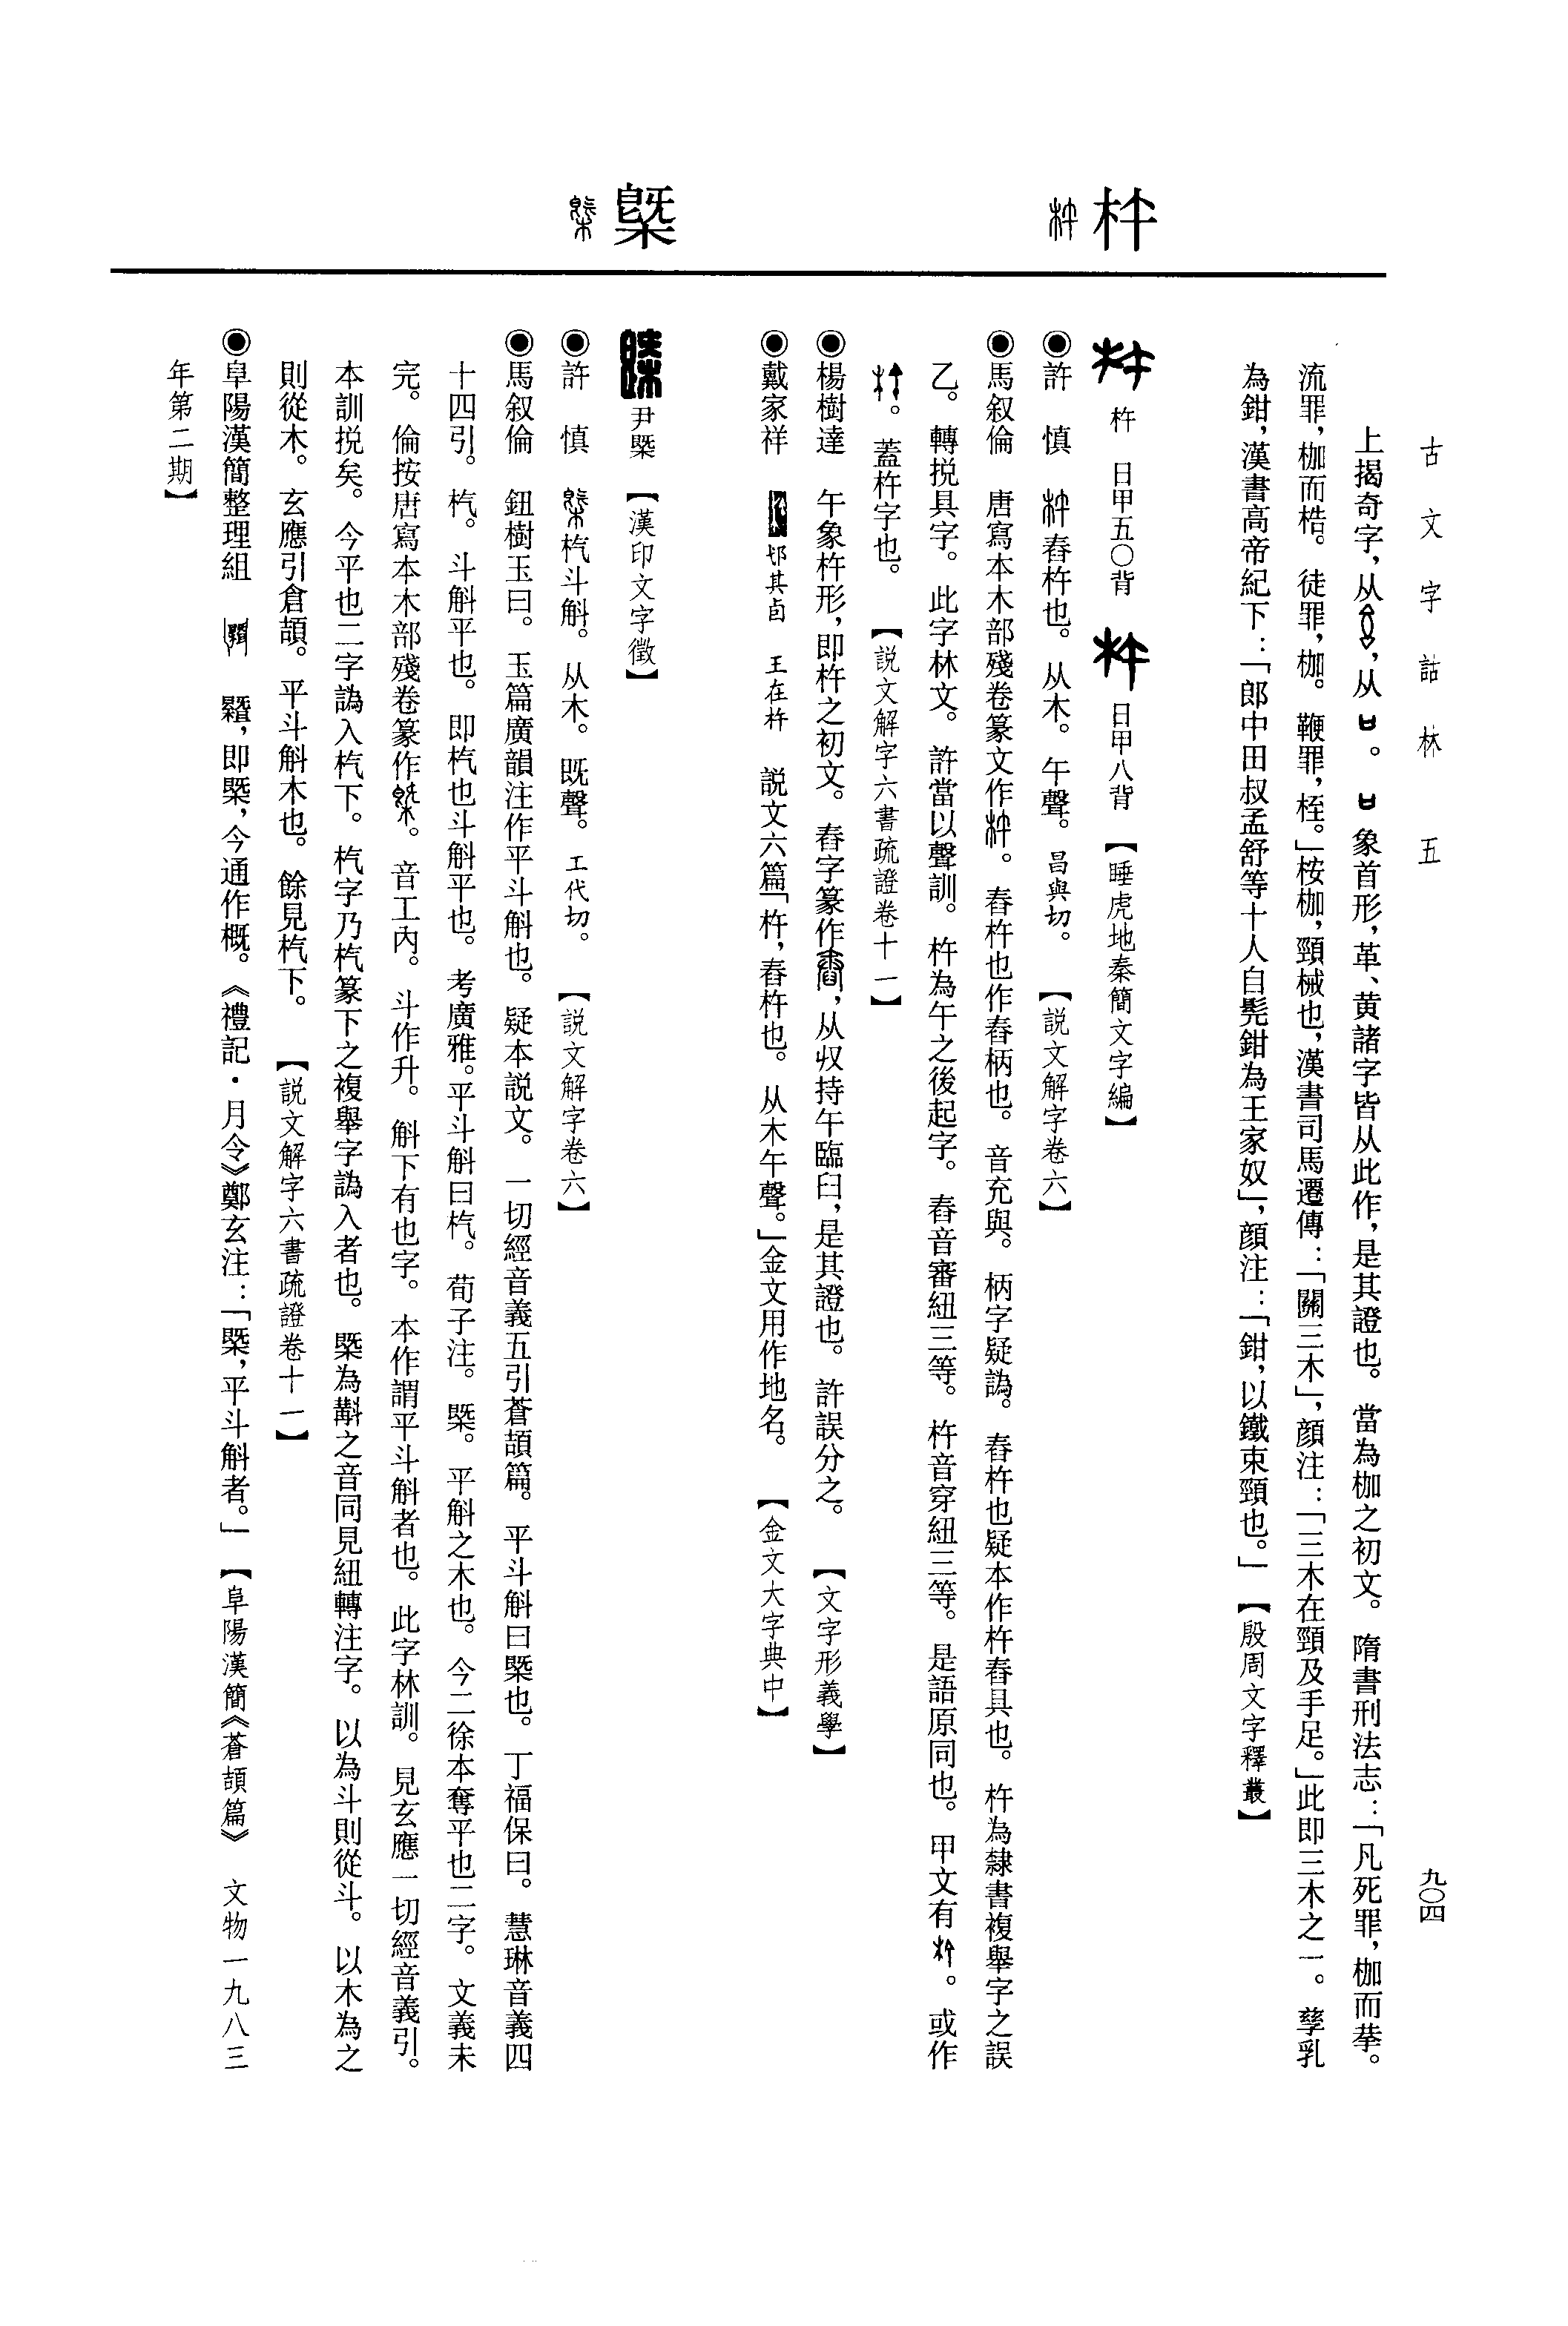 古文字詁林 五
九〇四
上揭奇字，从，从。象首形，革、黄諸字皆从此作，是其證也。當為枷之初文。隋書刑法志：「凡死罪，枷而拲。
流罪，枷而梏。徒罪，枷。鞭罪，桎。」桉枷，頸械也，漢書司馬遷傳：「關三木」，顏注：「三木在頸及手足。」此即三木之一。孳乳
為鉗，漢書高帝紀下：「郎中田叔孟舒等十人自髡鉗為王家奴」，顏注：「鉗，以鐵束頸也。」【殷周文字釋叢】
杵
杵 日甲五〇背 日甲八背【睡虎地秦簡文字編】
◉許 慎 舂杵也。从木。午聲。昌與切。【説文解字卷六】
◉馬叙倫 唐寫本木部殘卷篆文作。舂杵也作舂柄也。音充與。柄字疑譌。舂杵也疑本作杵舂具也。杵為隸書複舉字之誤
乙。轉捝具字。此字林文。許當以聲訓。杵為午之後起字。舂音審紐三等。杵音穿紐三等。是語原同也。甲文有。或作
。蓋杵字也。【説文解字六書疏證卷十一】
◉楊樹達 午象杵形，即杵之初文。舂字篆作，从収持午臨臼，是其證也。許誤分之。【文字形義學】
◉戴家祥 其卣 王在杵 説文六篇「杵，舂杵也。从木午聲。」金文用作地名。【金文大字典中】
槩
尹槩【漢印文字徵】
◉許 慎 杚斗斛。从木。既聲。工代切。【説文解字卷六】
◉馬叙倫 鈕樹玉曰。玉篇廣韻注作平斗斛也。疑本説文。一切經音義五引蒼頡篇。平斗斛曰槩也。丁福保曰。慧琳音義四
十四引。杚。斗斛平也。即杚也斗斛平也。考廣雅。平斗斛曰杚。荀子注。槩。平斛之木也。今二徐本奪平也二字。文義未
完。倫按唐寫本木部殘卷篆作。音工内。斗作升。斛下有也字。本作謂平斗斛者也。此字林訓。見玄應一切經音義引。
本訓捝矣。今平也二字譌入杚下。杚字乃杚篆下之複舉字譌入者也。槩為㪺之音同見紐轉注字。以為斗則從斗。以木為之
則從木。玄應引倉頡。平斗斛木也。餘見杚下。【説文解字六書疏證卷十一】
◉阜陽漢簡整理組 ，即槩，今通作概。《禮記・月令》鄭玄注：「槩，平斗斛者。」【阜陽漢簡《蒼頡篇》 文物一九八三
年第二期】